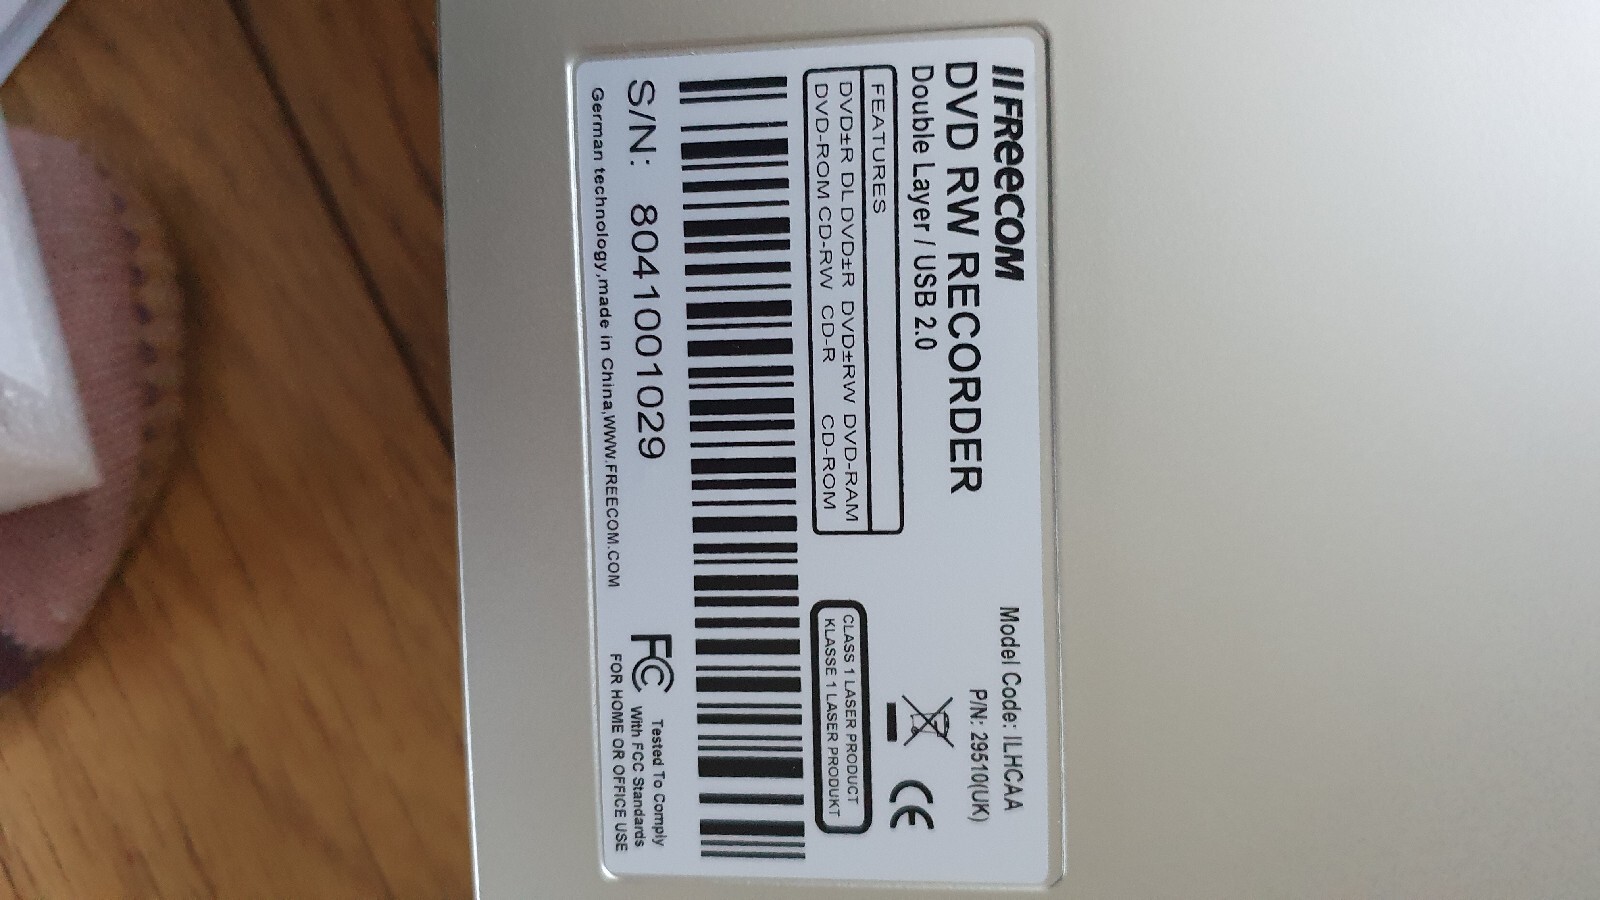 FREECOM
DVD RW RECORDER
Double Layer / USB 2.0
Model Code: ILHCAA
P/N: 29510(UK)
FEATURES
DVD±R DL DVD±R DVD±RW DVD-RAM
DVD-ROM CD-RW CD-R CD-ROM
CE
CLASS 1 LASER PRODUCT
KLASSE 1 LASER PRODUKT
S/N: 8041001029
German technology,made in China,WWW.FREECOM.COM
FC
Tested To Comply
With FCC Standards
FOR HOME OR OFFICE USE